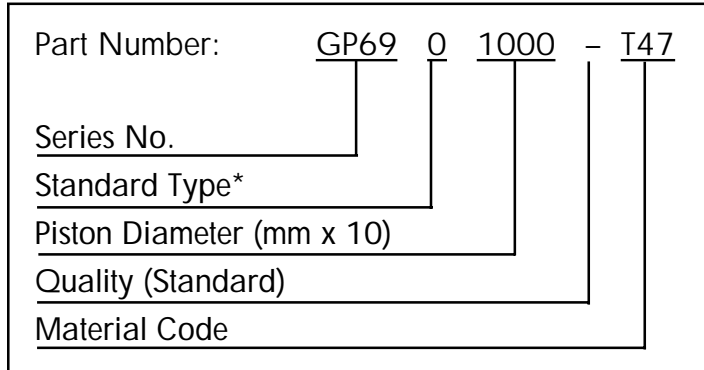 Part Number: GP69 0 1000 – T47
Series No.
Standard Type*
Piston Diameter (mm x 10)
Quality (Standard)
Material Code